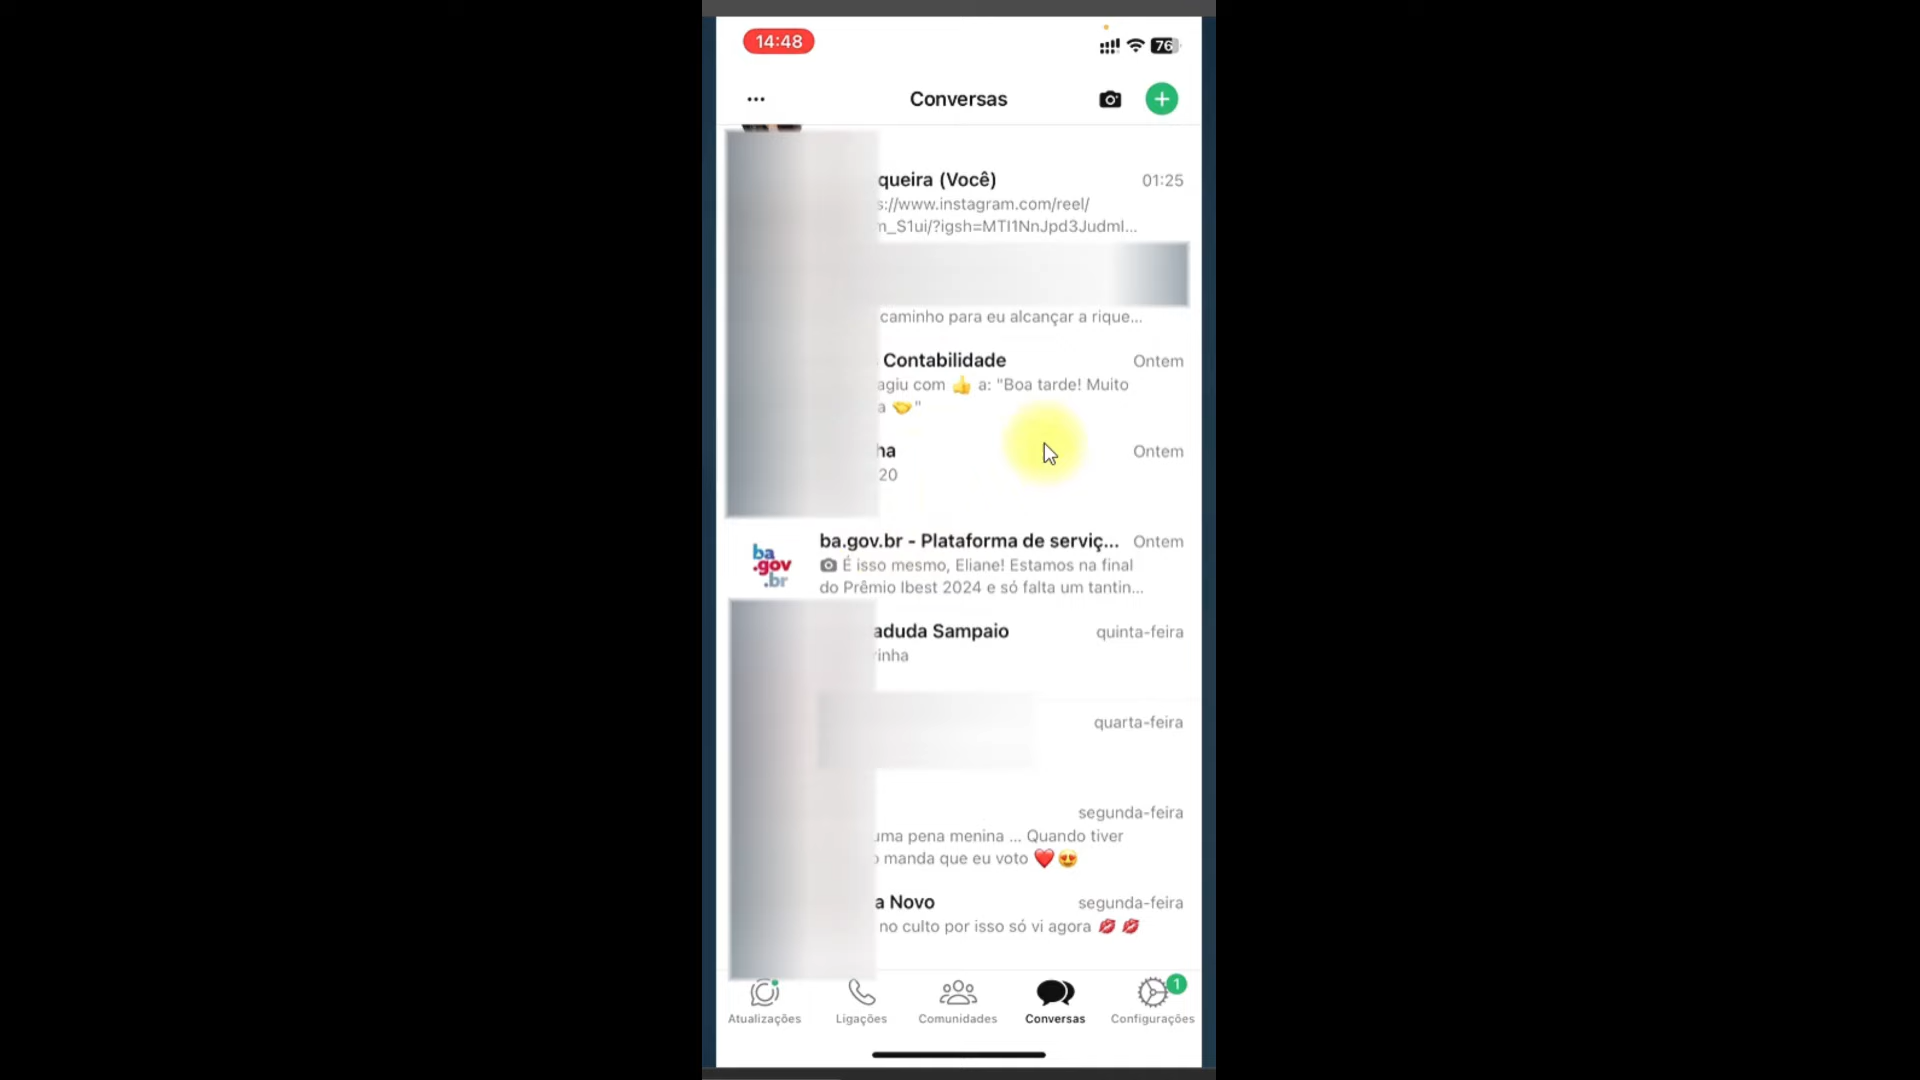 14:48
76
Conversas
queira (Você)
01:25
s://www.instagram.com/reel/
n_S1ui/?igsh=MTI1NnJpd3Judml...
caminho para eu alcançar a rique...
Contabilidade
Ontem
agiu com 👍 a: "Boa tarde! Muito
a 🤝"
ha
Ontem
20
ba.gov.br - Plataforma de serviç...
Ontem
ba
.gov
.br
É isso mesmo, Eliane! Estamos na final
do Prêmio Ibest 2024 e só falta um tantin...
aduda Sampaio
quinta-feira
rinha
quarta-feira
segunda-feira
uma pena menina ... Quando tiver
o manda que eu voto ❤️😍
a Novo
segunda-feira
no culto por isso só vi agora 💋 💋
1
Atualizações
Ligações
Comunidades
Conversas
Configurações